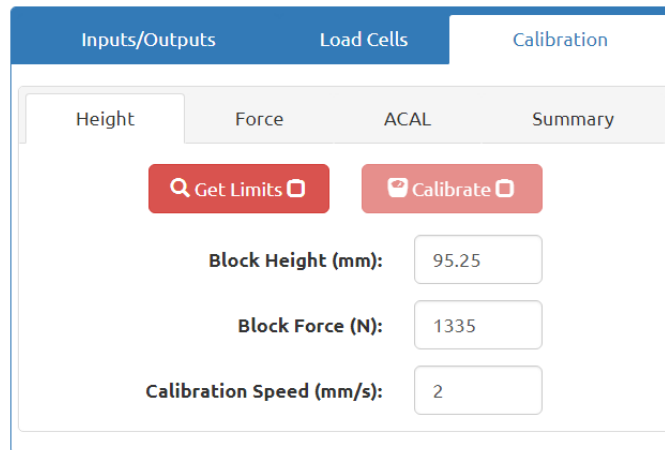 Inputs/Outputs Load Cells Calibration
Height Force ACAL Summary
Get Limits Calibrate
Block Height (mm): 95.25
Block Force (N): 1335
Calibration Speed (mm/s): 2